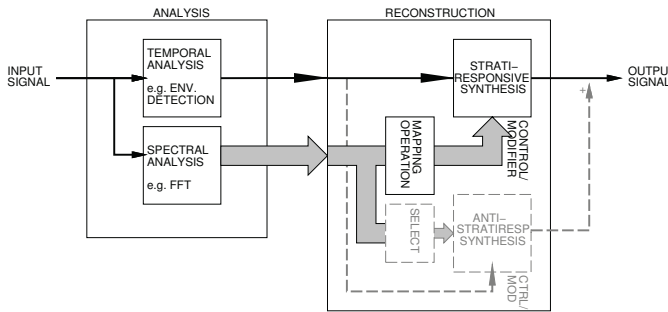 ANALYSIS
RECONSTRUCTION
INPUT
SIGNAL
TEMPORAL
ANALYSIS
e.g. ENV.
DETECTION
STRATI-
RESPONSIVE
SYNTHESIS
OUTPUT
SIGNAL
+
SPECTRAL
ANALYSIS
e.g. FFT
MAPPING
OPERATION
CONTROL/
MODIFIER
SELECT
ANTI-
STRATIRESP.
SYNTHESIS
CTRL/
MOD